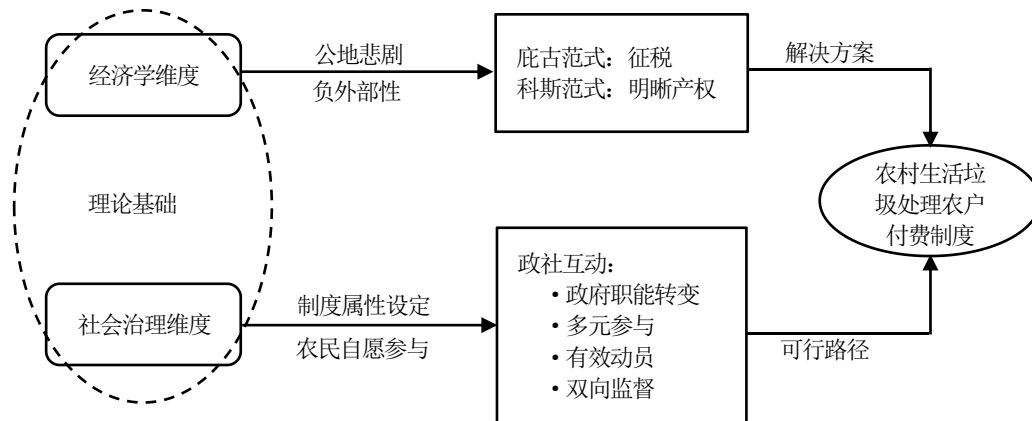 经济学维度
公地悲剧
负外部性
庇古范式：征税
科斯范式：明晰产权
解决方案
理论基础
农村生活垃
圾处理农户
付费制度
社会治理维度
制度属性设定
农民自愿参与
政社互动：
·政府职能转变
·多元参与
·有效动员
·双向监督
可行路径